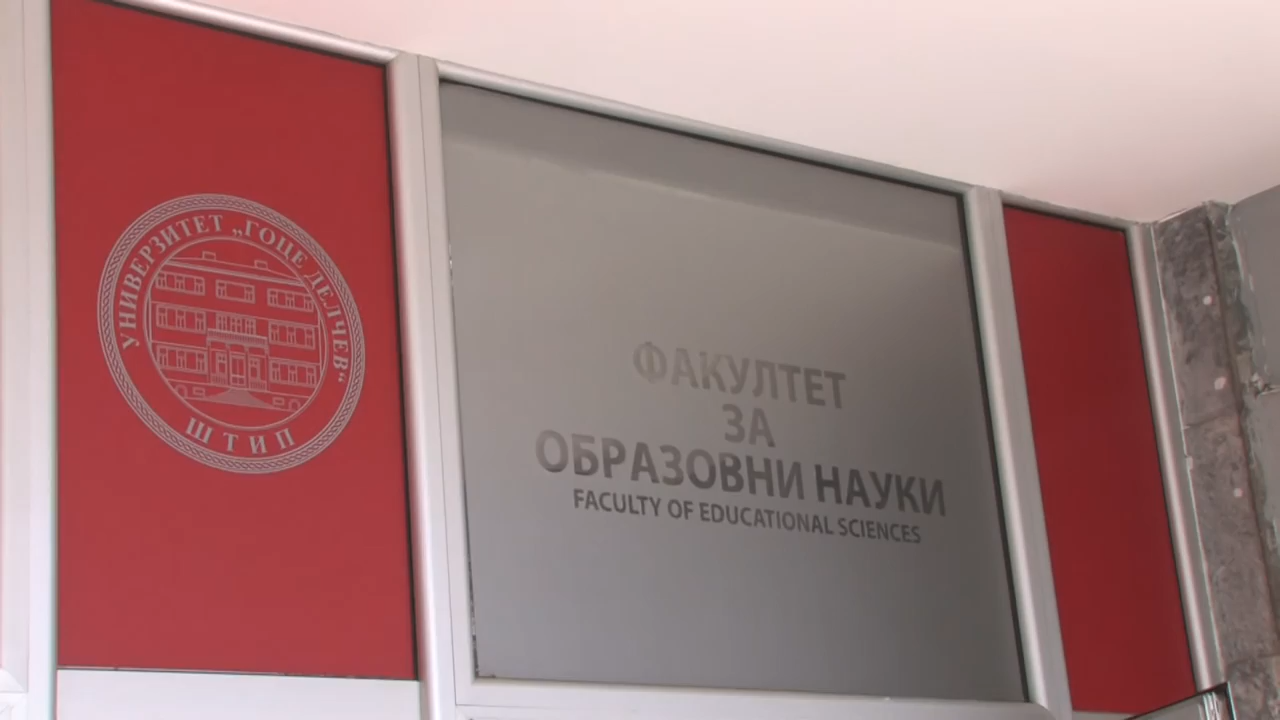 УНИВЕРЗИТЕТ „ГОЦЕ ДЕЛЧЕВ“
ШТИП
ФАКУЛТЕТ
ЗА
ОБРАЗОВНИ НАУКИ
FACULTY OF EDUCATIONAL SCIENCES